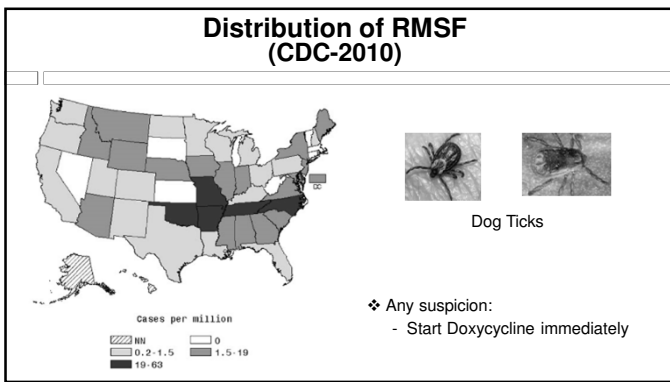 Distribution of RMSF
(CDC-2010)
DC
Dog Ticks
❖ Any suspicion:
- Start Doxycycline immediately
Cases per million
NN 0
0.2-1.5 1.5-19
19-63